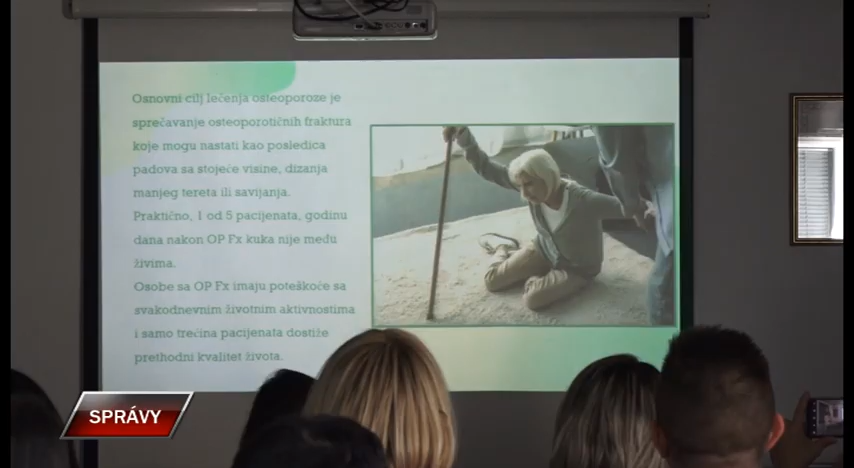 Osnovni cilj lečenja osteoporoze je
sprečavanje osteoporotičnih fraktura
koje mogu nastati kao posledica
padova sa stojeće visine, dizanja
manjeg tereta ili savijanja.
Praktično, 1 od 5 pacijenata, godinu
dana nakon OP Fx kuka nije među
živima.
Osobe sa OP Fx imaju poteškoće sa
svakodnevnim životnim aktivnostima
i samo trećina pacijenata dostiže
prethodni kvalitet života.
SPRÁVY